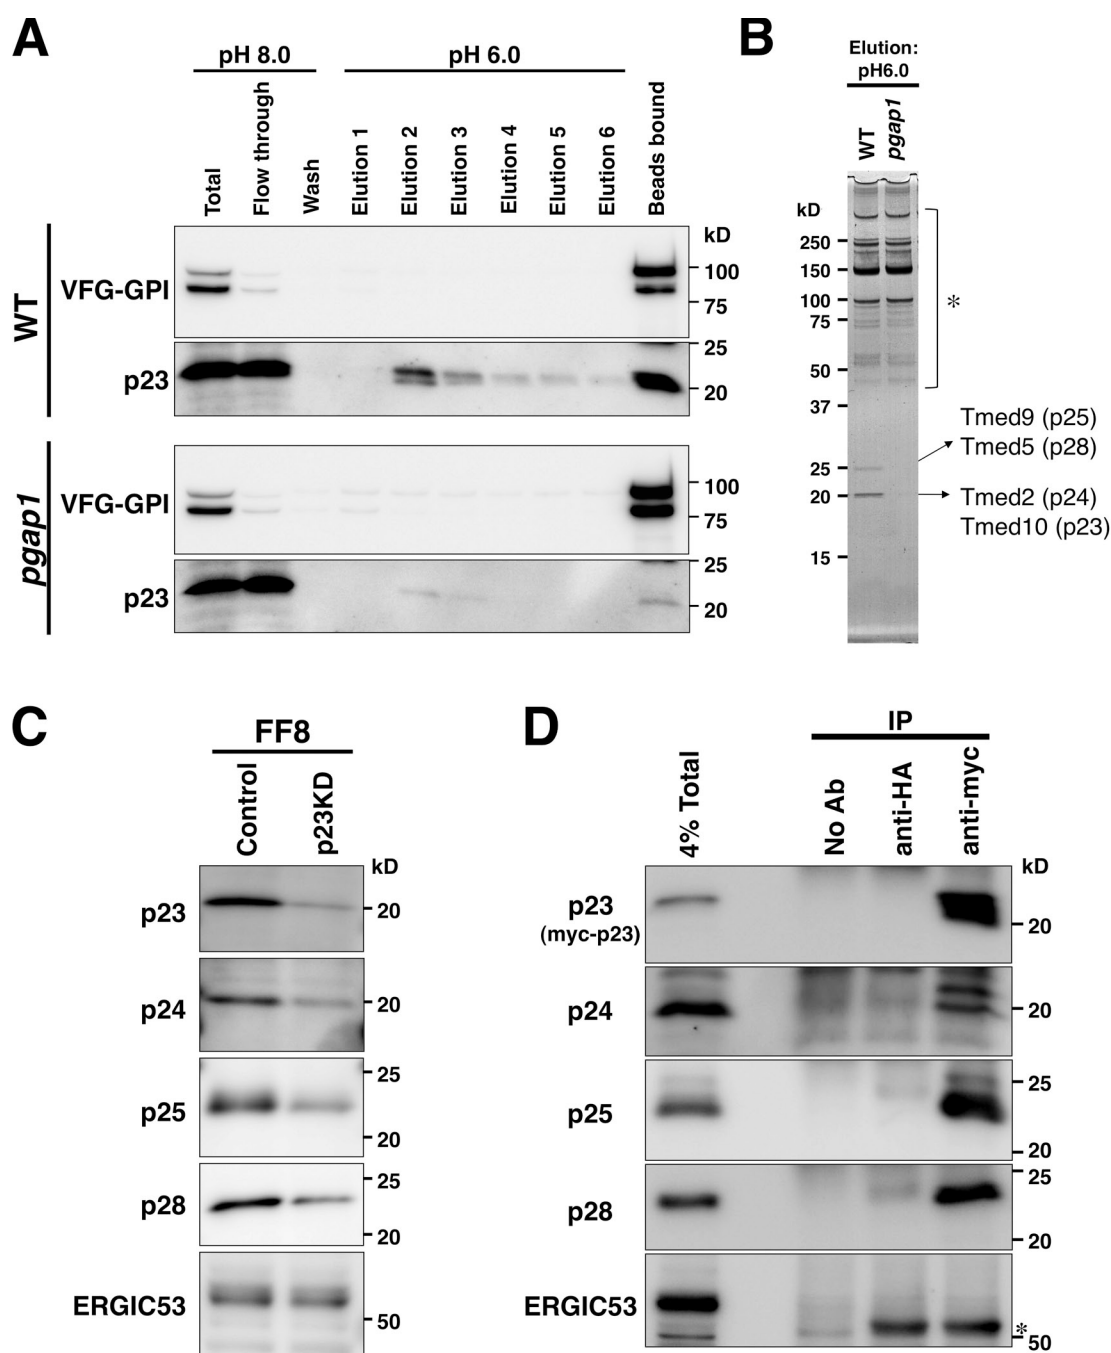 A
pH 8.0
pH 6.0
Total
Flow through
Wash
Elution 1
Elution 2
Elution 3
Elution 4
Elution 5
Elution 6
Beads bound
kD
WT
VFG-GPI
100
75
p23
25
20
pgap1
VFG-GPI
100
75
p23
25
20
B
Elution:
pH6.0
WT
pgap1
kD
250
150
100
75
50
37
25
20
15
*
Tmed9 (p25)
Tmed5 (p28)
Tmed2 (p24)
Tmed10 (p23)
C
FF8
Control
p23KD
kD
p23
20
p24
20
p25
25
20
p28
25
20
ERGIC53
50
D
IP
4% Total
No Ab
anti-HA
anti-myc
kD
p23
(myc-p23)
20
p24
20
p25
25
20
p28
25
20
ERGIC53
*
50